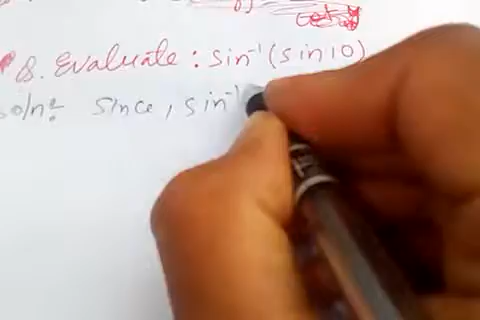 8. Evaluate : sin⁻¹(sin10)
soln: Since, sin⁻¹